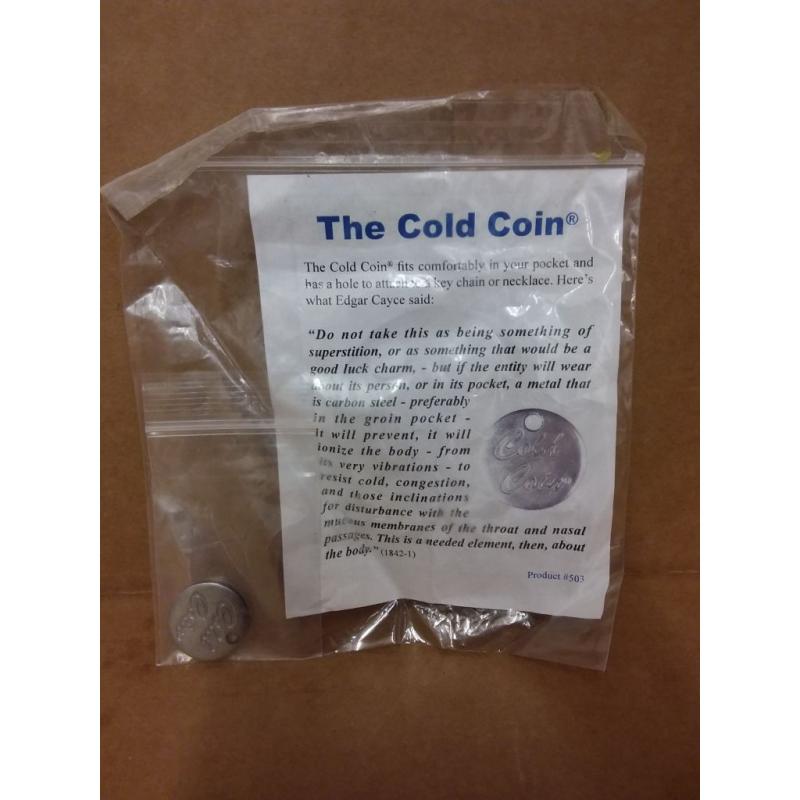 The Cold Coin®
The Cold Coin® fits comfortably in your pocket and
has a hole to attach to a key chain or necklace. Here's
what Edgar Cayce said:
"Do not take this as being something of
superstition, or as something that would be a
good luck charm, - but if the entity will wear
about its person, or in its pocket, a metal that
is carbon steel - preferably
in the groin pocket -
it will prevent, it will
ionize the body - from
its very vibrations - to
resist cold, congestion,
and those inclinations
for disturbance with the
mucous membranes of the throat and nasal
passages. This is a needed element, then, about
the body." (1842-1)
Cold
Coin®
Product #503
Cold
Coin